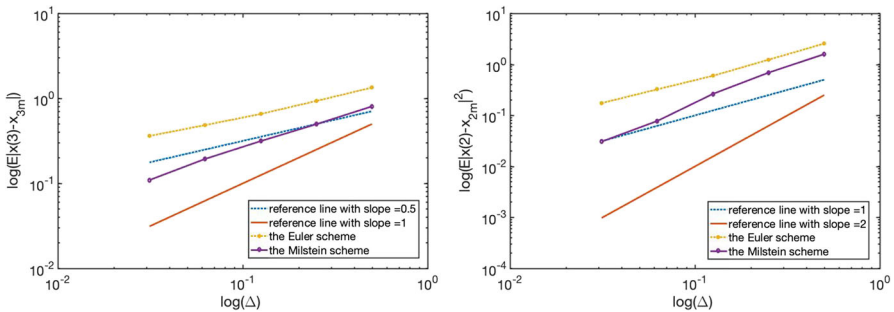 10^1
10^0
10^-1
10^-2
log(E|x(3)-x_{3m}|)
reference line with slope =0.5
reference line with slope =1
the Euler scheme
the Milstein scheme
10^-2
10^-1
10^0
log(Δ)
10^1
10^0
10^-1
10^-2
10^-3
10^-4
log(E|x(2)-x_{2m}|^2)
reference line with slope =1
reference line with slope =2
the Euler scheme
the Milstein scheme
10^-2
10^-1
10^0
log(Δ)